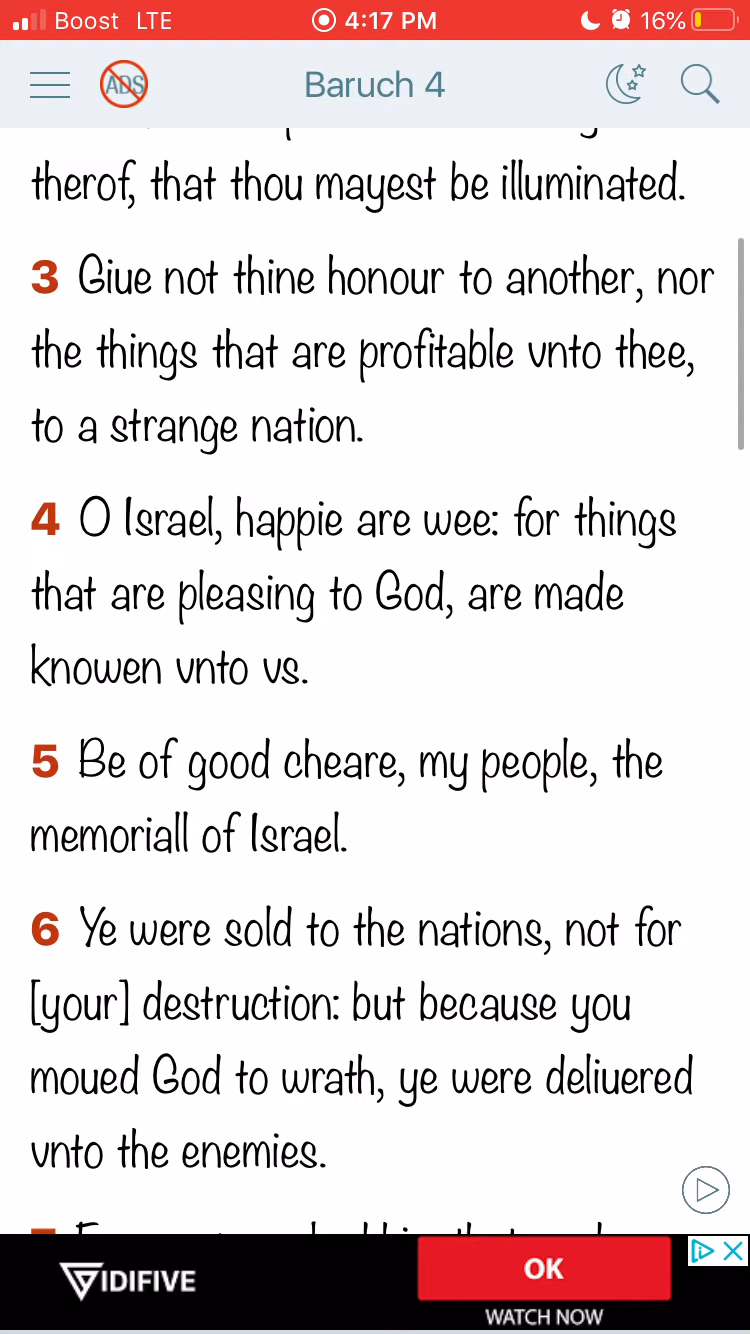 Boost LTE 4:17 PM 16%
ADS Baruch 4
therof, that thou mayest be illuminated.
3 Giue not thine honour to another, nor
the things that are profitable vnto thee,
to a strange nation.
4 O Israel, happie are wee: for things
that are pleasing to God, are made
knowen vnto vs.
5 Be of good cheare, my people, the
memoriall of Israel.
6 Ye were sold to the nations, not for
[your] destruction: but because you
moued God to wrath, ye were deliuered
vnto the enemies.
VIDIFIVE
OK
WATCH NOW